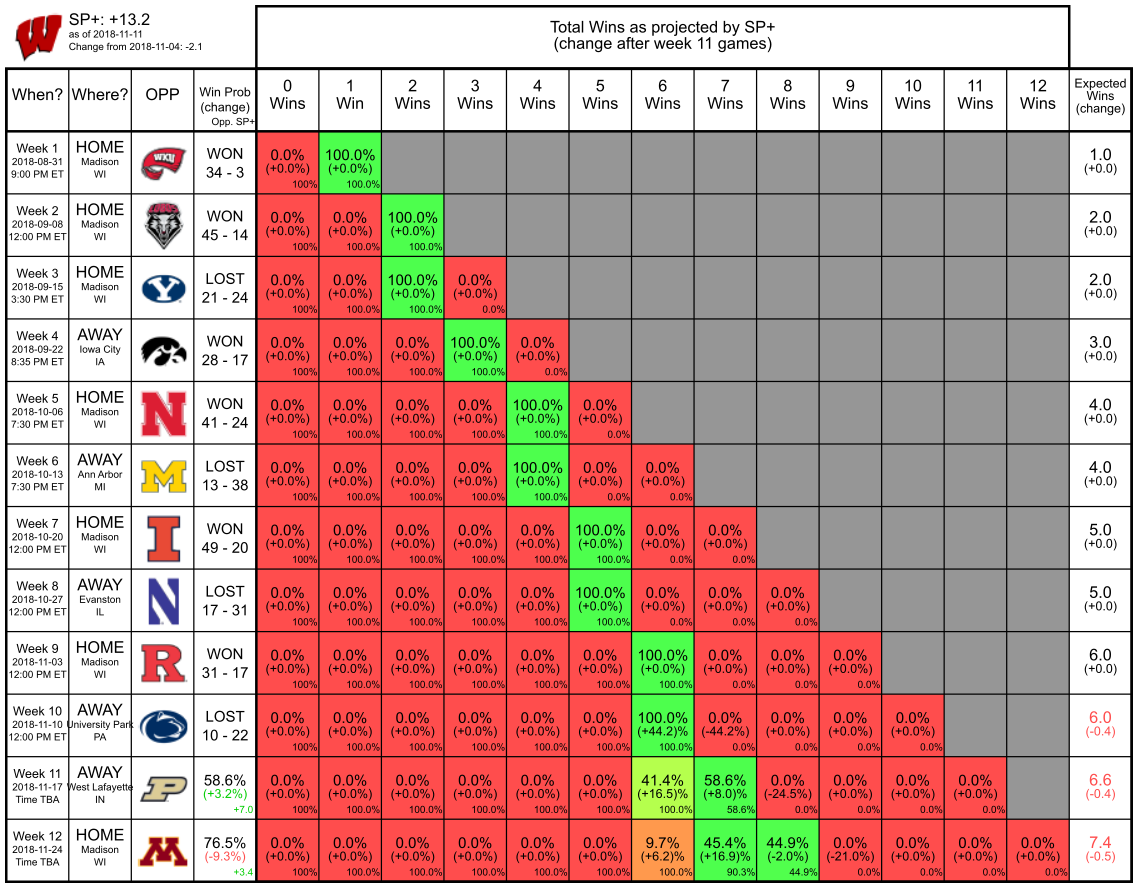 SP+: +13.2
as of 2018-11-11
Change from 2018-11-04: -2.1
Total Wins as projected by SP+
(change after week 11 games)
When? Where? OPP Win Prob (change) Opp. SP+ 0 Wins 1 Win 2 Wins 3 Wins 4 Wins 5 Wins 6 Wins 7 Wins 8 Wins 9 Wins 10 Wins 11 Wins 12 Wins Expected Wins (change)
Week 1 HOME WON 0.0% 100.0% 1.0
2018-08-31 Madison WKU (+0.0%) (+0.0%) (+0.0)
9:00 PM ET WI 34 - 3 100% 100.0%
Week 2 HOME WON 0.0% 0.0% 100.0% 2.0
2018-09-08 Madison (+0.0%) (+0.0%) (+0.0%) (+0.0)
12:00 PM ET WI 45 - 14 100% 100.0% 100.0%
Week 3 HOME LOST 0.0% 0.0% 100.0% 0.0% 2.0
2018-09-15 Madison Y (+0.0%) (+0.0%) (+0.0%) (+0.0%) (+0.0)
3:30 PM ET WI 21 - 24 100% 100.0% 100.0% 0.0%
Week 4 AWAY WON 0.0% 0.0% 0.0% 100.0% 0.0% 3.0
2018-09-22 Iowa City (+0.0%) (+0.0%) (+0.0%) (+0.0%) (+0.0%) (+0.0)
8:35 PM ET IA 28 - 17 100% 100.0% 100.0% 100.0% 0.0%
Week 5 HOME WON 0.0% 0.0% 0.0% 0.0% 100.0% 0.0% 4.0
2018-10-06 Madison N (+0.0%) (+0.0%) (+0.0%) (+0.0%) (+0.0%) (+0.0%) (+0.0)
7:30 PM ET WI 41 - 24 100% 100.0% 100.0% 100.0% 100.0% 0.0%
Week 6 AWAY LOST 0.0% 0.0% 0.0% 0.0% 100.0% 0.0% 0.0% 4.0
2018-10-13 Ann Arbor M (+0.0%) (+0.0%) (+0.0%) (+0.0%) (+0.0%) (+0.0%) (+0.0%) (+0.0)
7:30 PM ET MI 13 - 38 100% 100.0% 100.0% 100.0% 100.0% 0.0% 0.0%
Week 7 HOME WON 0.0% 0.0% 0.0% 0.0% 0.0% 100.0% 0.0% 0.0% 5.0
2018-10-20 Madison I (+0.0%) (+0.0%) (+0.0%) (+0.0%) (+0.0%) (+0.0%) (+0.0%) (+0.0%) (+0.0)
12:00 PM ET WI 49 - 20 100% 100.0% 100.0% 100.0% 100.0% 100.0% 0.0% 0.0%
Week 8 AWAY LOST 0.0% 0.0% 0.0% 0.0% 0.0% 100.0% 0.0% 0.0% 0.0% 5.0
2018-10-27 Evanston N (+0.0%) (+0.0%) (+0.0%) (+0.0%) (+0.0%) (+0.0%) (+0.0%) (+0.0%) (+0.0%) (+0.0)
12:00 PM ET IL 17 - 31 100% 100.0% 100.0% 100.0% 100.0% 100.0% 0.0% 0.0% 0.0%
Week 9 HOME WON 0.0% 0.0% 0.0% 0.0% 0.0% 0.0% 100.0% 0.0% 0.0% 0.0% 6.0
2018-11-03 Madison R (+0.0%) (+0.0%) (+0.0%) (+0.0%) (+0.0%) (+0.0%) (+0.0%) (+0.0%) (+0.0%) (+0.0%) (+0.0)
12:00 PM ET WI 31 - 17 100% 100.0% 100.0% 100.0% 100.0% 100.0% 100.0% 0.0% 0.0% 0.0%
Week 10 AWAY LOST 0.0% 0.0% 0.0% 0.0% 0.0% 0.0% 100.0% 0.0% 0.0% 0.0% 0.0% 6.0
2018-11-10 University Park (+0.0%) (+0.0%) (+0.0%) (+0.0%) (+0.0%) (+0.0%) (+44.2)% (-44.2%) (+0.0%) (+0.0%) (+0.0%) (-0.4)
12:00 PM ET PA 10 - 22 100% 100.0% 100.0% 100.0% 100.0% 100.0% 100.0% 0.0% 0.0% 0.0% 0.0%
Week 11 AWAY 58.6% 0.0% 0.0% 0.0% 0.0% 0.0% 0.0% 41.4% 58.6% 0.0% 0.0% 0.0% 0.0% 6.6
2018-11-17 West Lafayette P (+3.2%) (+0.0%) (+0.0%) (+0.0%) (+0.0%) (+0.0%) (+0.0%) (+16.5)% (+8.0)% (-24.5%) (+0.0%) (+0.0%) (+0.0%) (-0.4)
Time TBA IN +7.0 100% 100.0% 100.0% 100.0% 100.0% 100.0% 100.0% 58.6% 0.0% 0.0% 0.0% 0.0%
Week 12 HOME 76.5% 0.0% 0.0% 0.0% 0.0% 0.0% 0.0% 9.7% 45.4% 44.9% 0.0% 0.0% 0.0% 0.0% 7.4
2018-11-24 Madison M (-9.3%) (+0.0%) (+0.0%) (+0.0%) (+0.0%) (+0.0%) (+0.0%) (+6.2)% (+16.9)% (-2.0%) (-21.0%) (+0.0%) (+0.0%) (+0.0%) (-0.5)
Time TBA WI +3.4 100% 100.0% 100.0% 100.0% 100.0% 100.0% 100.0% 90.3% 44.9% 0.0% 0.0% 0.0% 0.0%